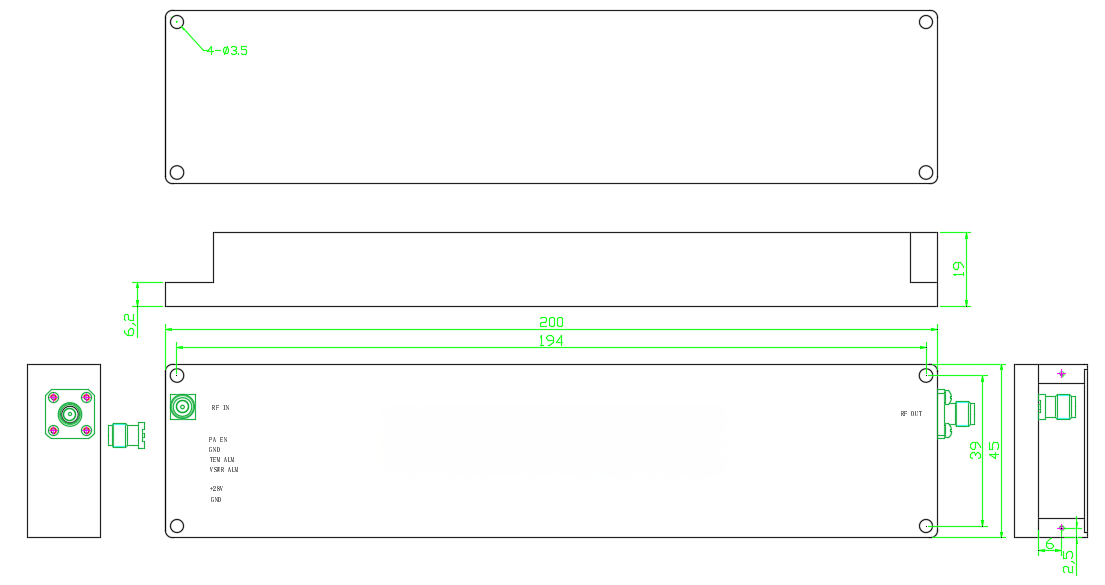 4-Ø3.5
19
6,2
200
194
RF IN
RF OUT
PA EN
GND
TEM ALM
VSWR ALM
+28V
GND
39
45
6
2,5